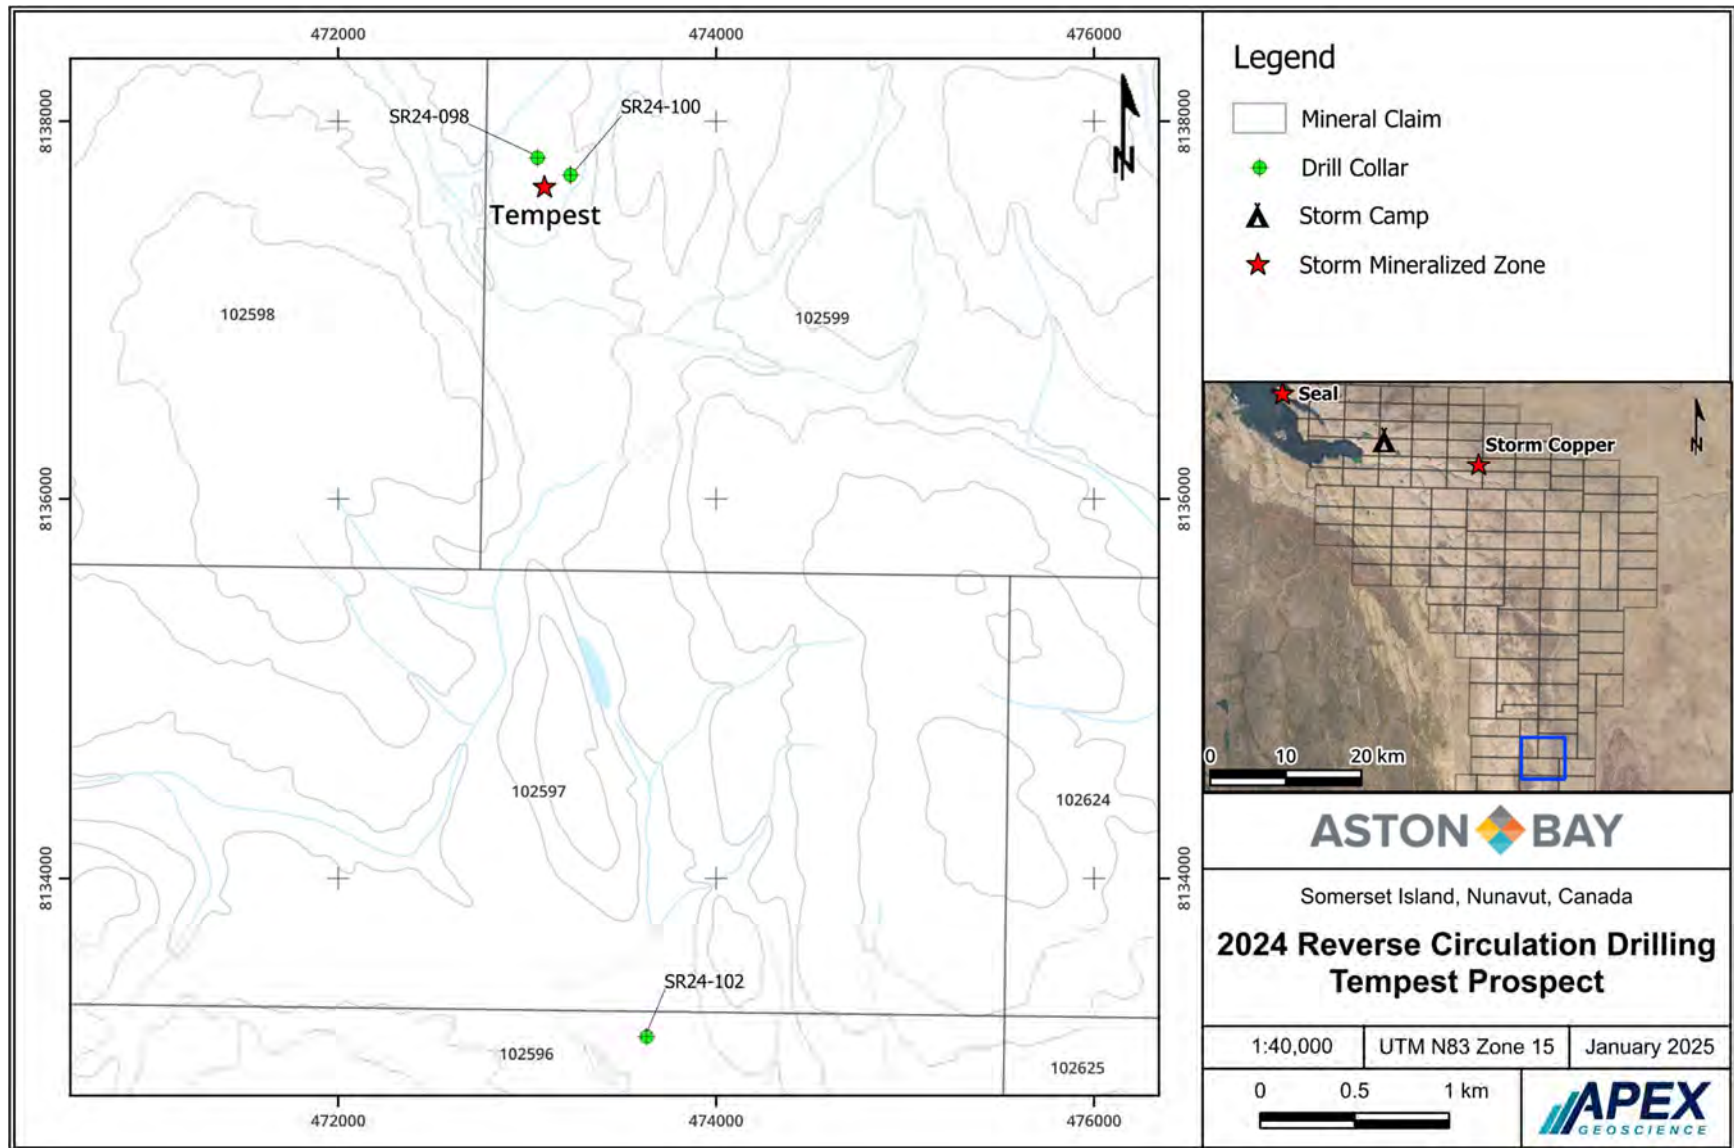 472000
474000
476000
8138000
8138000
SR24-098
SR24-100
Tempest
102598
102599
8136000
8136000
102597
102624
8134000
8134000
SR24-102
102596
102625
472000
474000
476000
N
Legend
Mineral Claim
Drill Collar
Storm Camp
Storm Mineralized Zone
Seal
Storm Copper
N
0 10 20 km
ASTON BAY
Somerset Island, Nunavut, Canada
2024 Reverse Circulation Drilling
Tempest Prospect
1:40,000 UTM N83 Zone 15 January 2025
0 0.5 1 km
APEX
GEOSCIENCE